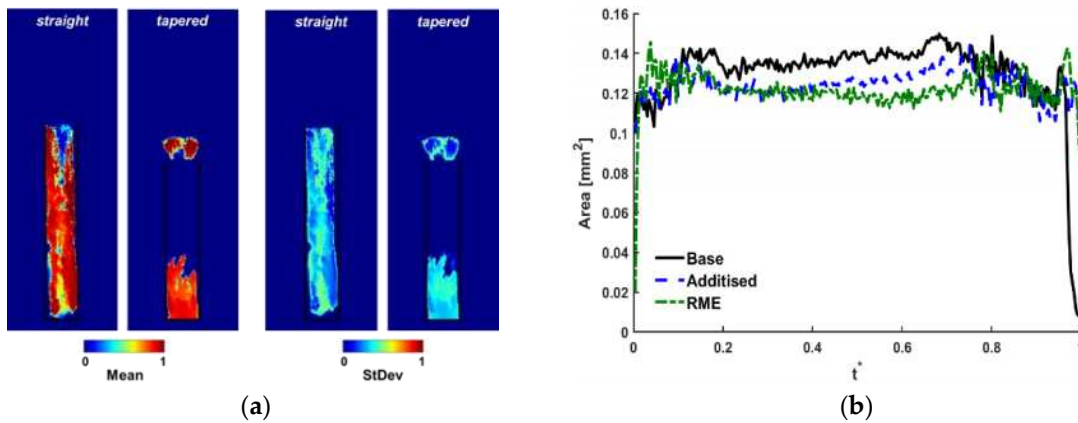 straight tapered straight tapered
0 1 0 1
Mean StDev
(a)
0.16
0.14
0.12
0.1
0.08
0.06
0.04
0.02
0
Area [mm²]
Base
Additised
RME
0 0.2 0.4 0.6 0.8
t*
(b)